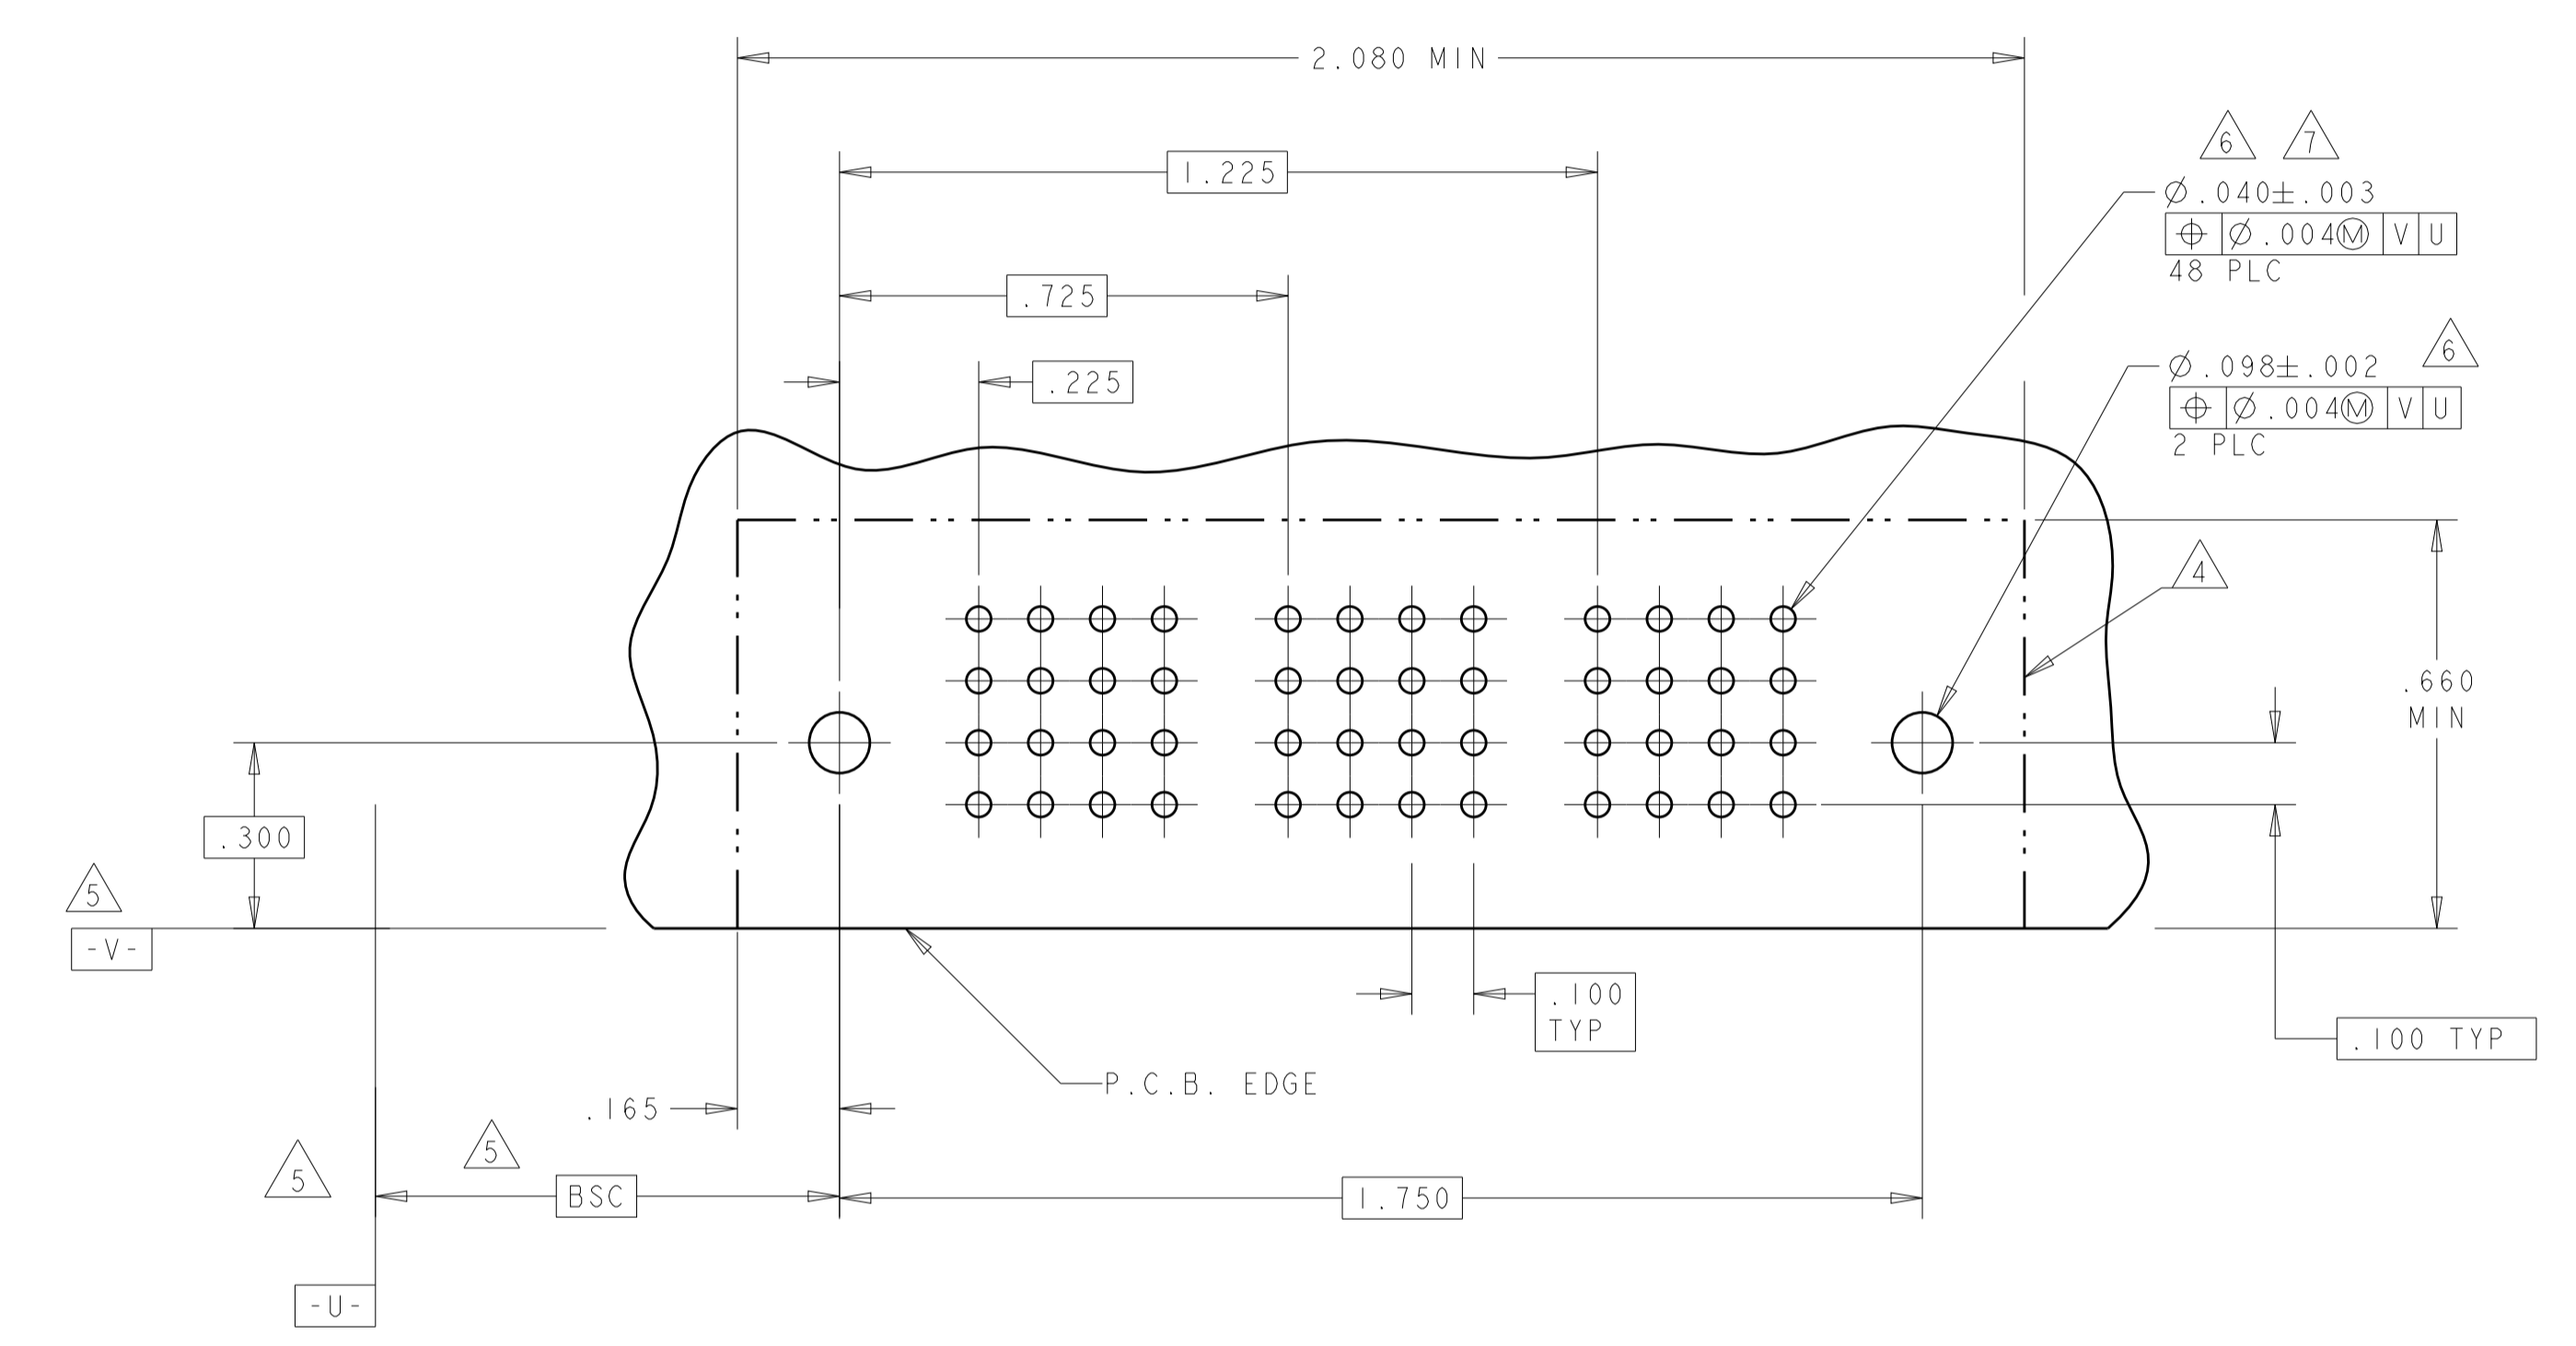 2.080 MIN
1.225
6 7
⌀.040±.003
⌖ ⌀.004Ⓜ V U
48 PLC
.725
6
⌀.098±.002
⌖ ⌀.004Ⓜ V U
2 PLC
.225
4
.660
MIN
.300
5
-V-
.100
TYP
.100 TYP
P.C.B. EDGE
.165
5
5
BSC
1.750
-U-